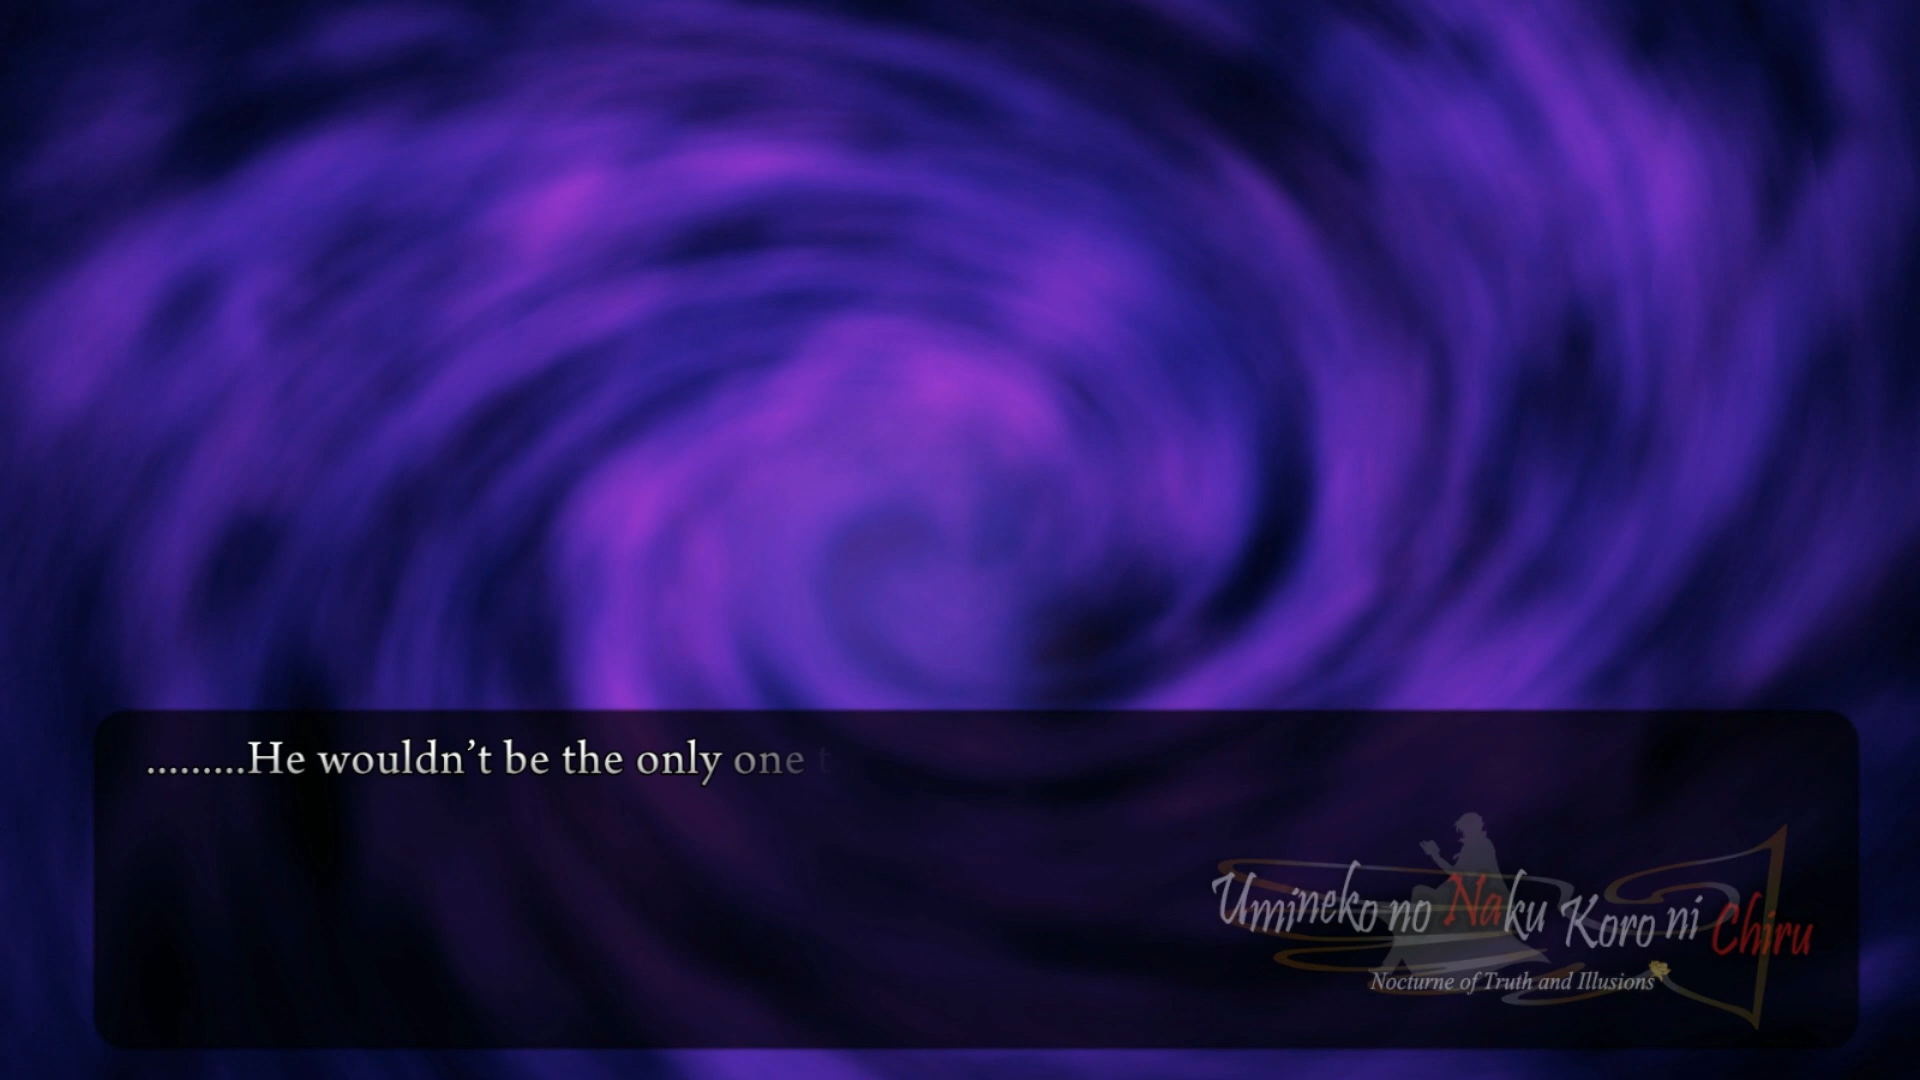 .........He wouldn’t be the only one t
Umineko no Naku Koro ni Chiru
Nocturne of Truth and Illusions